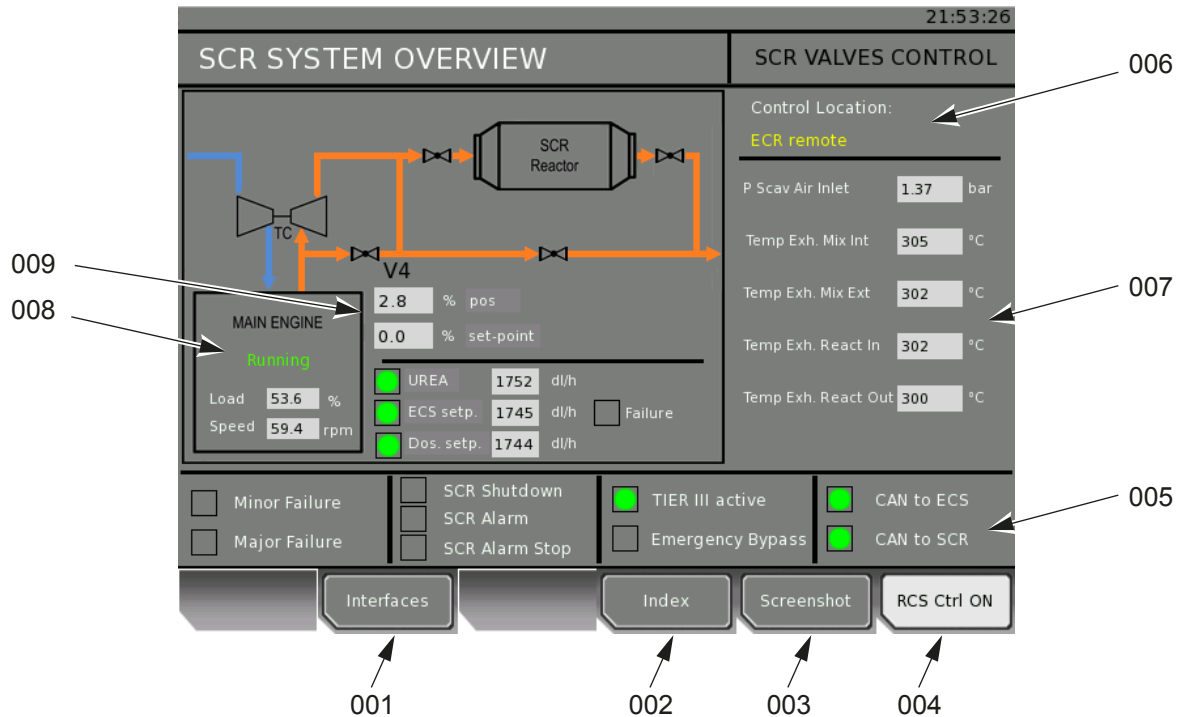 21:53:26
SCR SYSTEM OVERVIEW
SCR VALVES CONTROL
006
Control Location:
ECR remote
SCR
Reactor
P Scav Air Inlet 1.37 bar
TC
Temp Exh. Mix Int 305 °C
V4
009
Temp Exh. Mix Ext 302 °C
007
2.8 % pos
008
MAIN ENGINE
0.0 % set-point
Running
Temp Exh. React In 302 °C
Load 53.6 %
Speed 59.4 rpm
UREA 1752 dl/h
ECS setp. 1745 dl/h Failure
Dos. setp. 1744 dl/h
Temp Exh. React Out 300 °C
Minor Failure
Major Failure
SCR Shutdown
SCR Alarm
SCR Alarm Stop
TIER III active
Emergency Bypass
CAN to ECS
CAN to SCR
005
Interfaces Index Screenshot RCS Ctrl ON
001 002 003 004